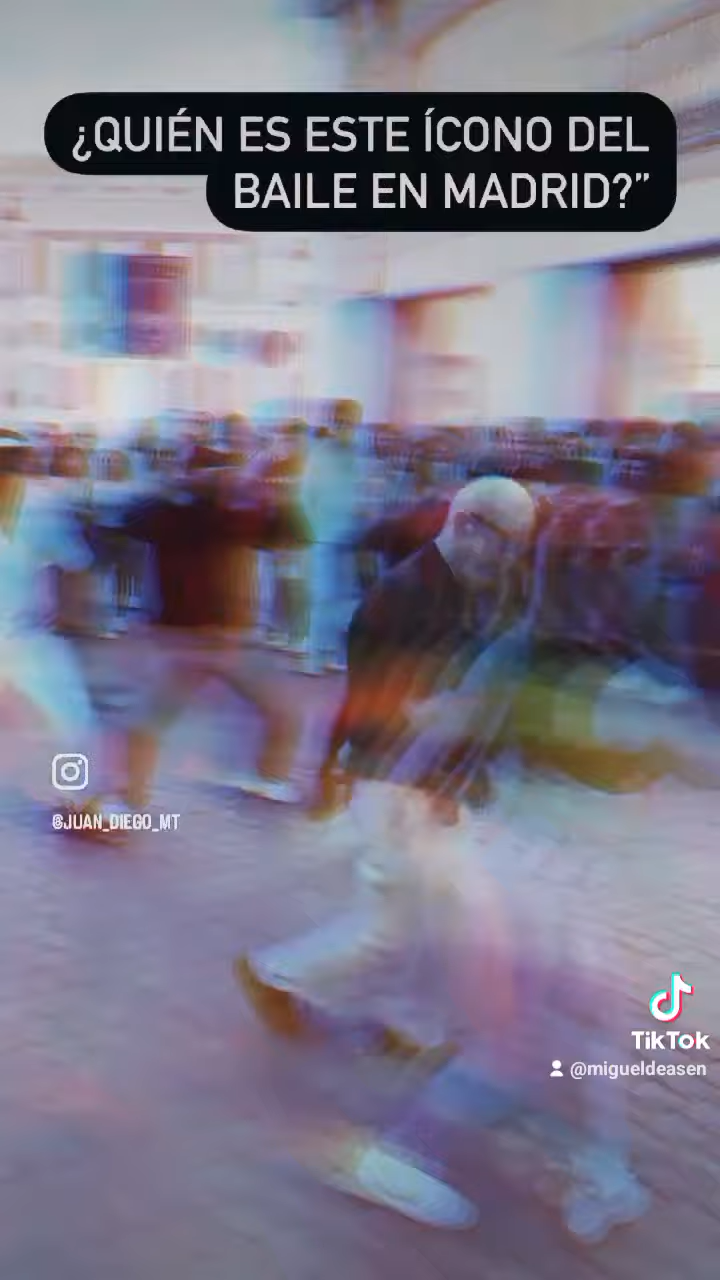 ¿QUIÉN ES ESTE ÍCONO DEL
BAILE EN MADRID?”
@JUAN_DIEGO_MT
TikTok
@migueldeasen